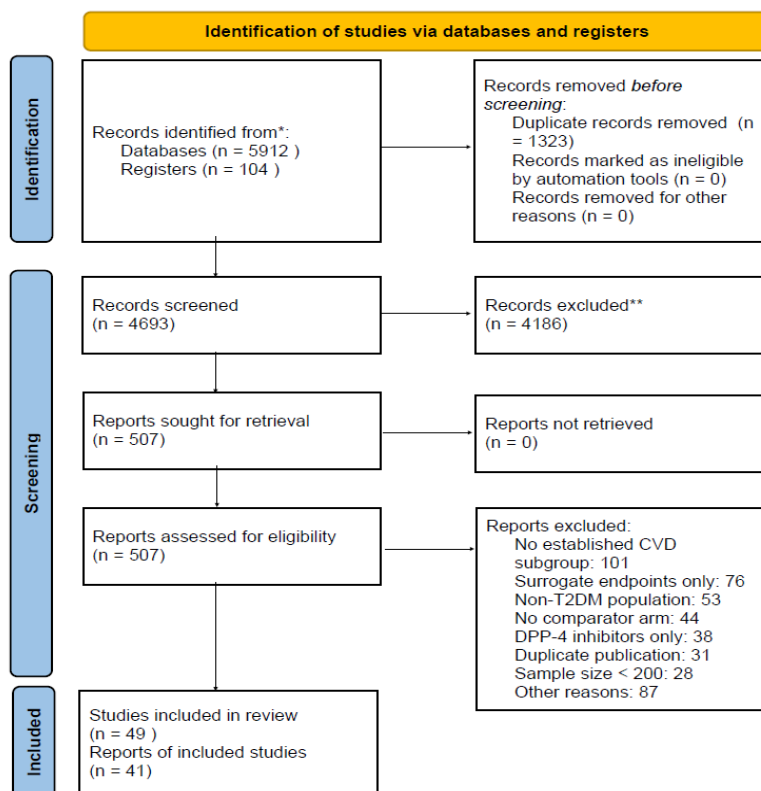 Identification of studies via databases and registers
Identification
Records identified from*:
Databases (n = 5912 )
Registers (n = 104 )
Records removed before
screening:
Duplicate records removed (n
= 1323)
Records marked as ineligible
by automation tools (n = 0)
Records removed for other
reasons (n = 0)
Screening
Records screened
(n = 4693)
Records excluded**
(n = 4186)
Reports sought for retrieval
(n = 507)
Reports not retrieved
(n = 0)
Reports assessed for eligibility
(n = 507)
Reports excluded:
No established CVD
subgroup: 101
Surrogate endpoints only: 76
Non-T2DM population: 53
No comparator arm: 44
DPP-4 inhibitors only: 38
Duplicate publication: 31
Sample size < 200: 28
Other reasons: 87
Included
Studies included in review
(n = 49 )
Reports of included studies
(n = 41)